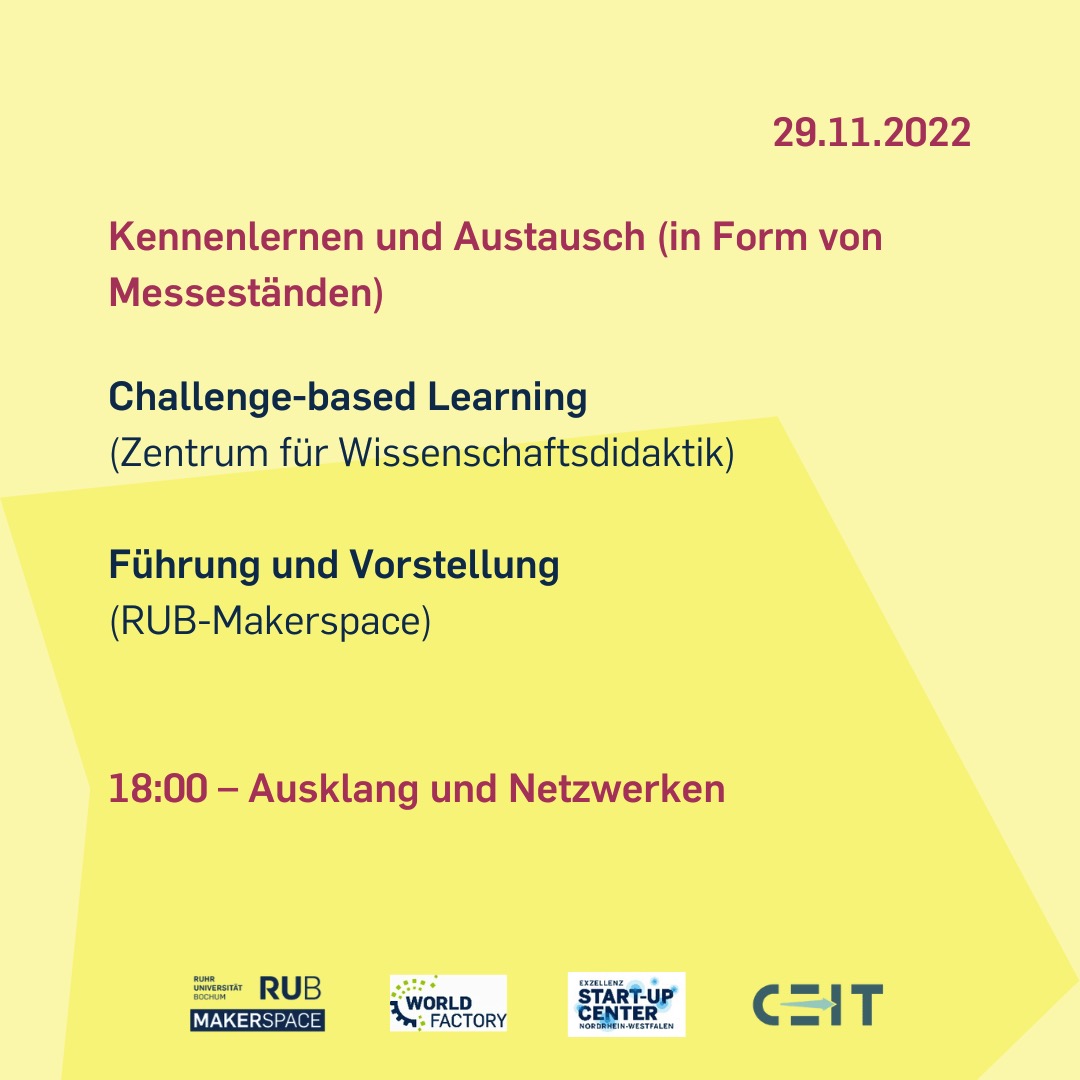 29.11.2022
Kennenlernen und Austausch (in Form von
Messeständen)
Challenge-based Learning
(Zentrum für Wissenschaftsdidaktik)
Führung und Vorstellung
(RUB-Makerspace)
18:00 – Ausklang und Netzwerken
RUHR
UNIVERSITÄT
BOCHUM
RUB
MAKERSPACE
WORLD
FACTORY
EXZELLENZ
START-UP
CENTER
NORDRHEIN-WESTFALEN
CEIT